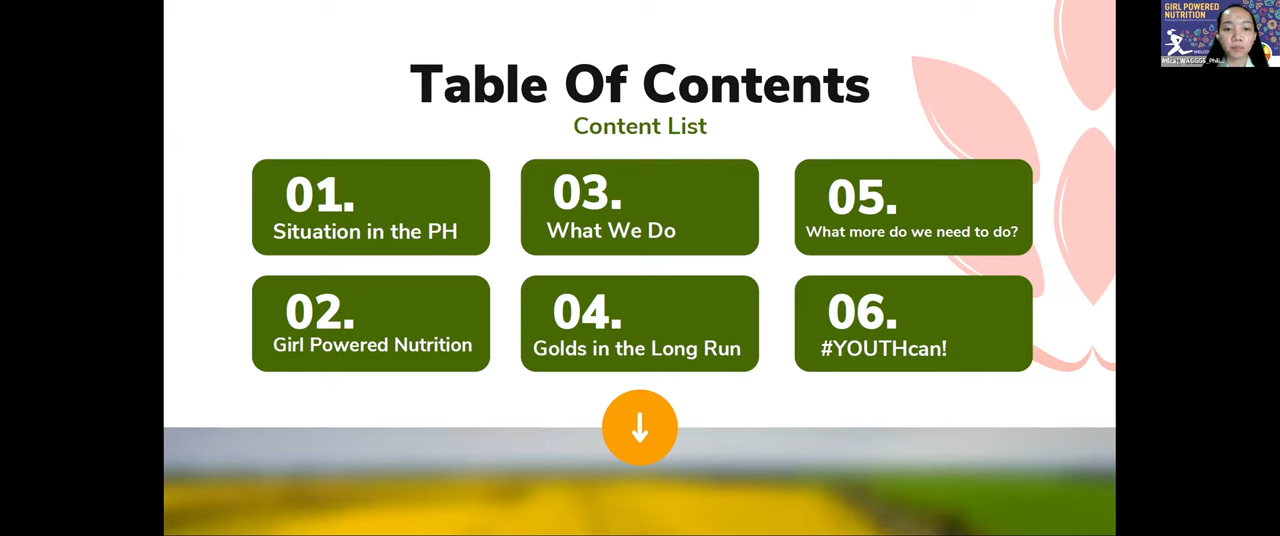 Table Of Contents
Content List
01.
Situation in the PH
02.
Girl Powered Nutrition
03.
What We Do
04.
Golds in the Long Run
05.
What more do we need to do?
06.
#YOUTHcan!
GIRL POWERED
NUTRITION